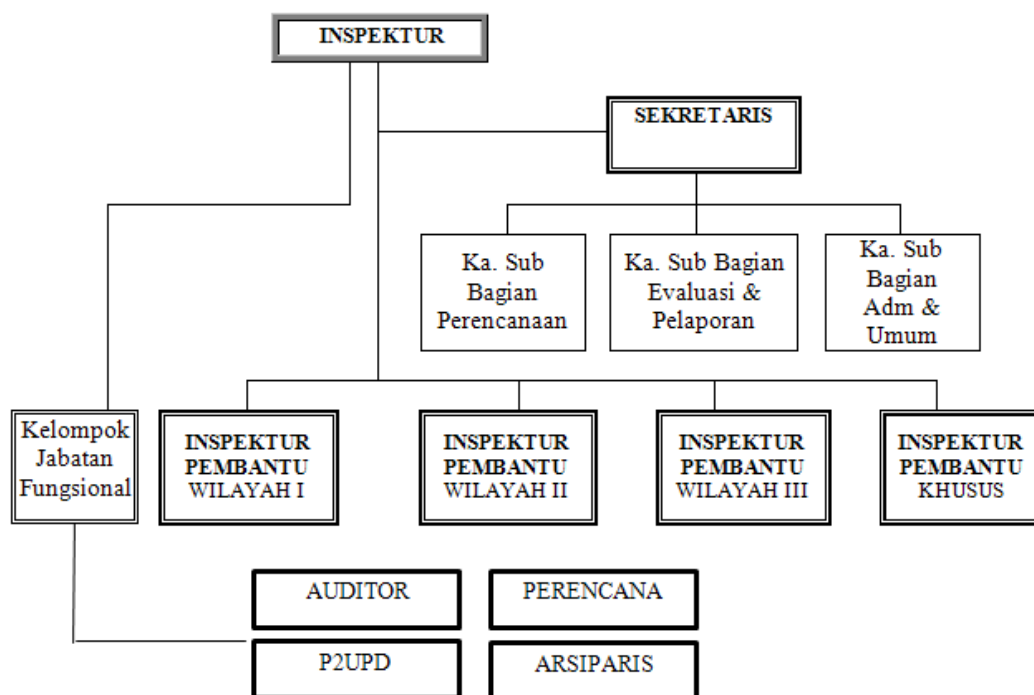 INSPEKTUR
SEKRETARIS
Ka. Sub
Bagian
Perencanaan
Ka. Sub Bagian
Evaluasi &
Pelaporan
Ka. Sub
Bagian
Adm &
Umum
Kelompok
Jabatan
Fungsional
INSPEKTUR
PEMBANTU
WILAYAH I
INSPEKTUR
PEMBANTU
WILAYAH II
INSPEKTUR
PEMBANTU
WILAYAH III
INSPEKTUR
PEMBANTU
KHUSUS
AUDITOR
PERENCANA
P2UPD
ARSIPARIS